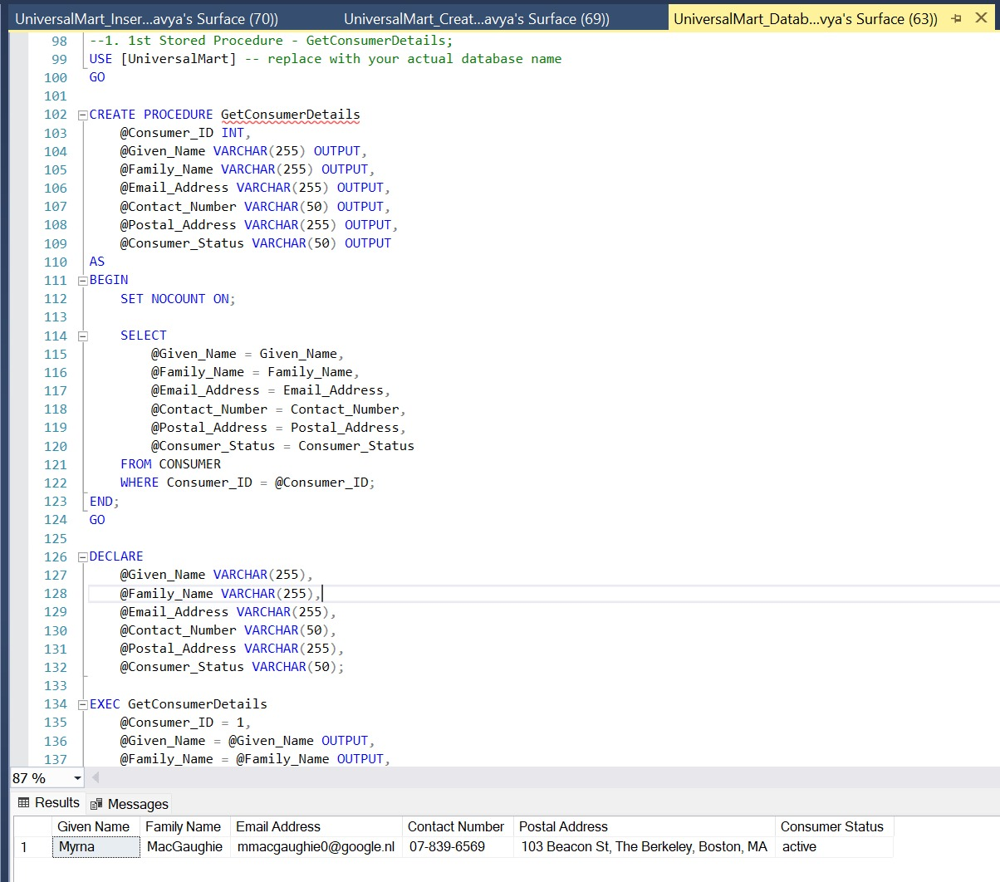 UniversalMart_Inser...avya's Surface (70))
UniversalMart_Creat...avya's Surface (69))
UniversalMart_Datab...vya's Surface (63))
98 --1. 1st Stored Procedure - GetConsumerDetails;
99 USE [UniversalMart] -- replace with your actual database name
100 GO
101
102 CREATE PROCEDURE GetConsumerDetails
103 @Consumer_ID INT,
104 @Given_Name VARCHAR(255) OUTPUT,
105 @Family_Name VARCHAR(255) OUTPUT,
106 @Email_Address VARCHAR(255) OUTPUT,
107 @Contact_Number VARCHAR(50) OUTPUT,
108 @Postal_Address VARCHAR(255) OUTPUT,
109 @Consumer_Status VARCHAR(50) OUTPUT
110 AS
111 BEGIN
112 SET NOCOUNT ON;
113
114 SELECT
115 @Given_Name = Given_Name,
116 @Family_Name = Family_Name,
117 @Email_Address = Email_Address,
118 @Contact_Number = Contact_Number,
119 @Postal_Address = Postal_Address,
120 @Consumer_Status = Consumer_Status
121 FROM CONSUMER
122 WHERE Consumer_ID = @Consumer_ID;
123 END;
124 GO
125
126 DECLARE
127 @Given_Name VARCHAR(255),
128 @Family_Name VARCHAR(255),
129 @Email_Address VARCHAR(255),
130 @Contact_Number VARCHAR(50),
131 @Postal_Address VARCHAR(255),
132 @Consumer_Status VARCHAR(50);
133
134 EXEC GetConsumerDetails
135 @Consumer_ID = 1,
136 @Given_Name = @Given_Name OUTPUT,
137 @Family_Name = @Family_Name OUTPUT,
87 %
Results Messages
Given Name Family Name Email Address Contact Number Postal Address Consumer Status
1 Myrna MacGaughie mmacgaughie0@google.nl 07-839-6569 103 Beacon St, The Berkeley, Boston, MA active